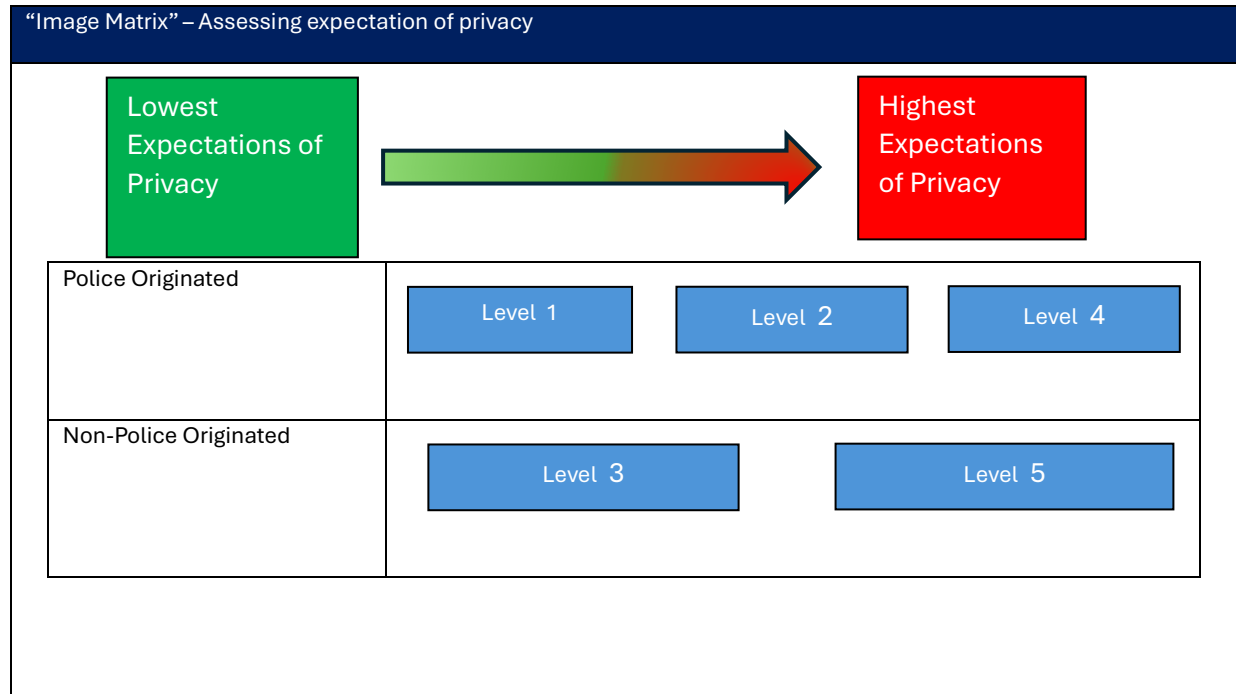 “Image Matrix” – Assessing expectation of privacy
Lowest
Expectations of
Privacy
Highest
Expectations
of Privacy
Police Originated
Level 1
Level 2
Level 4
Non-Police Originated
Level 3
Level 5